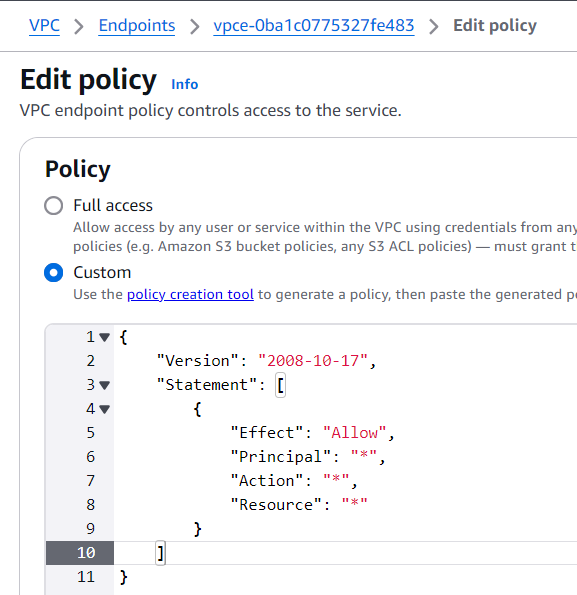 VPC > Endpoints > vpce-0ba1c0775327fe483 > Edit policy
Edit policy Info
VPC endpoint policy controls access to the service.
Policy
Full access
Allow access by any user or service within the VPC using credentials from any
policies (e.g. Amazon S3 bucket policies, any S3 ACL policies) — must grant
Custom
Use the policy creation tool to generate a policy, then paste the generated
1 {
2 "Version": "2008-10-17",
3 "Statement": [
4 {
5 "Effect": "Allow",
6 "Principal": "*",
7 "Action": "*",
8 "Resource": "*"
9 }
10 ]
11 }